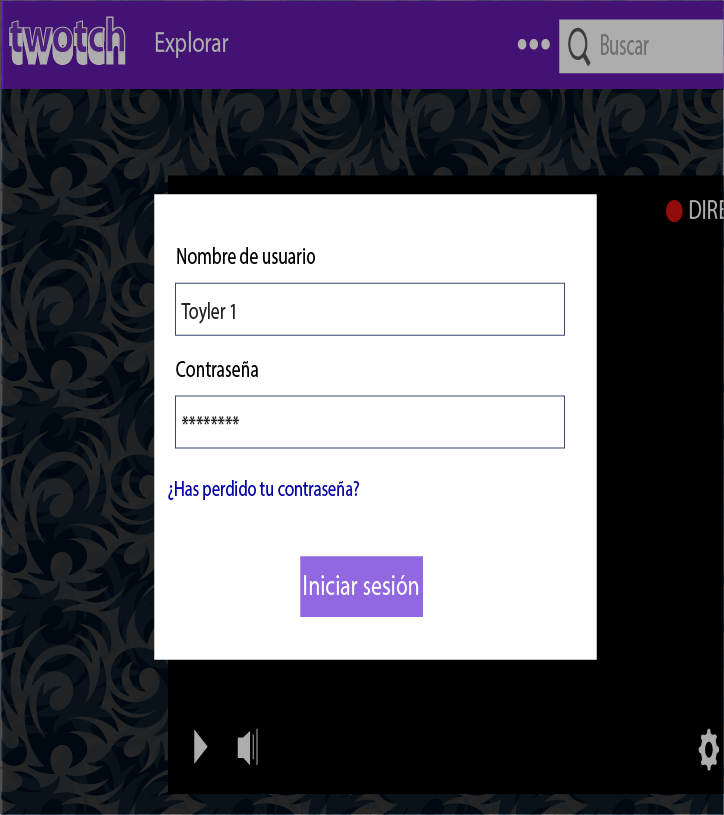 twotch Explorar ••• Buscar
DIRE
Nombre de usuario
Toyler 1
Contraseña
********
¿Has perdido tu contraseña?
Iniciar sesión